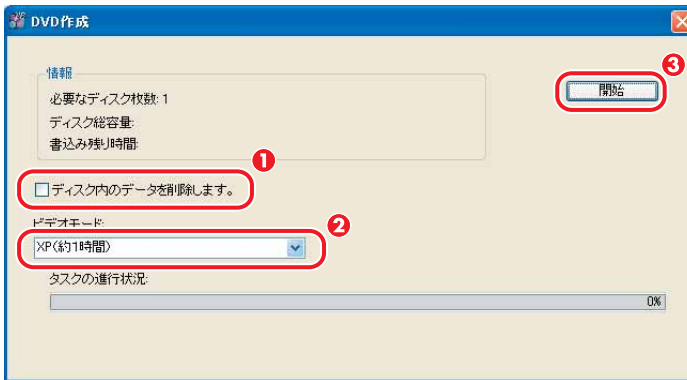 DVD作成
情報
必要なディスク枚数: 1
ディスク総容量:
書込み残り時間:
③
開始
①
ディスク内のデータを削除します。
ビデオモード:
②
XP(約1時間)
タスクの進行状況:
0%